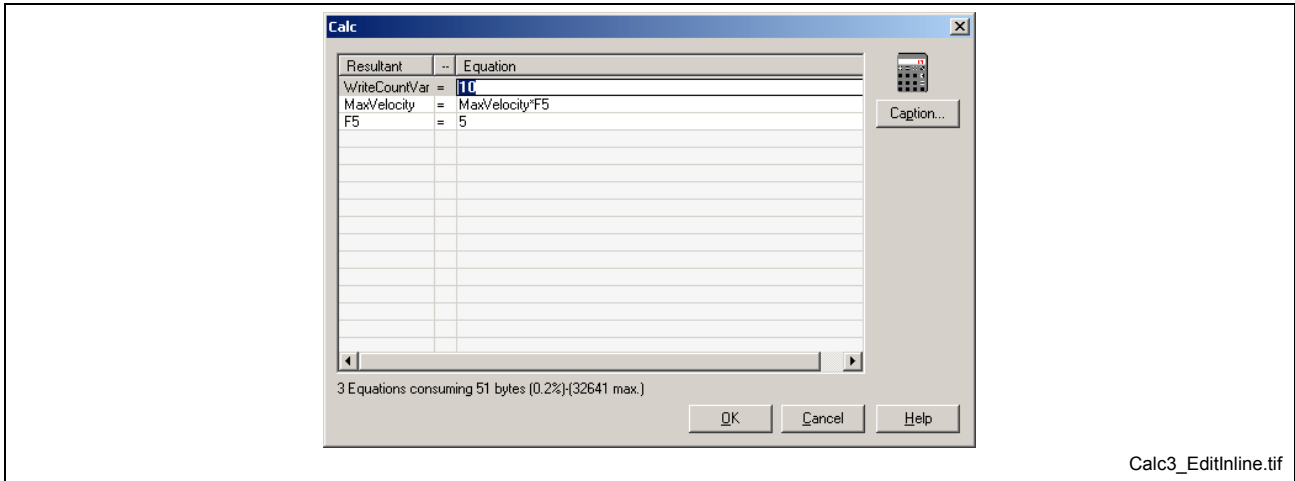 Calc
Resultant -- Equation
WriteCountVar = 10
MaxVelocity = MaxVelocity*F5
F5 = 5
Caption...
3 Equations consuming 51 bytes (0.2%)-(32641 max.)
OK Cancel Help
Calc3_EditInline.tif